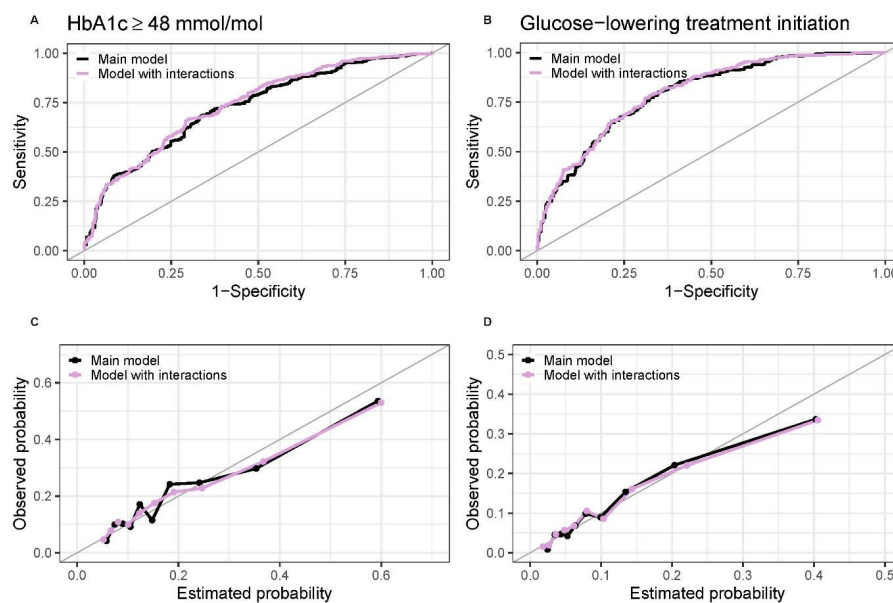 A
HbA1c ≥ 48 mmol/mol
1.00
0.75
0.50
0.25
0.00
Sensitivity
Main model
Model with interactions
0.00 0.25 0.50 0.75 1.00
1−Specificity
B
Glucose−lowering treatment initiation
1.00
0.75
0.50
0.25
0.00
Sensitivity
Main model
Model with interactions
0.00 0.25 0.50 0.75 1.00
1−Specificity
C
0.6
0.4
0.2
0.0
Observed probability
Main model
Model with interactions
0.0 0.2 0.4 0.6
Estimated probability
D
0.5
0.4
0.3
0.2
0.1
0.0
Observed probability
Main model
Model with interactions
0.0 0.1 0.2 0.3 0.4 0.5
Estimated probability